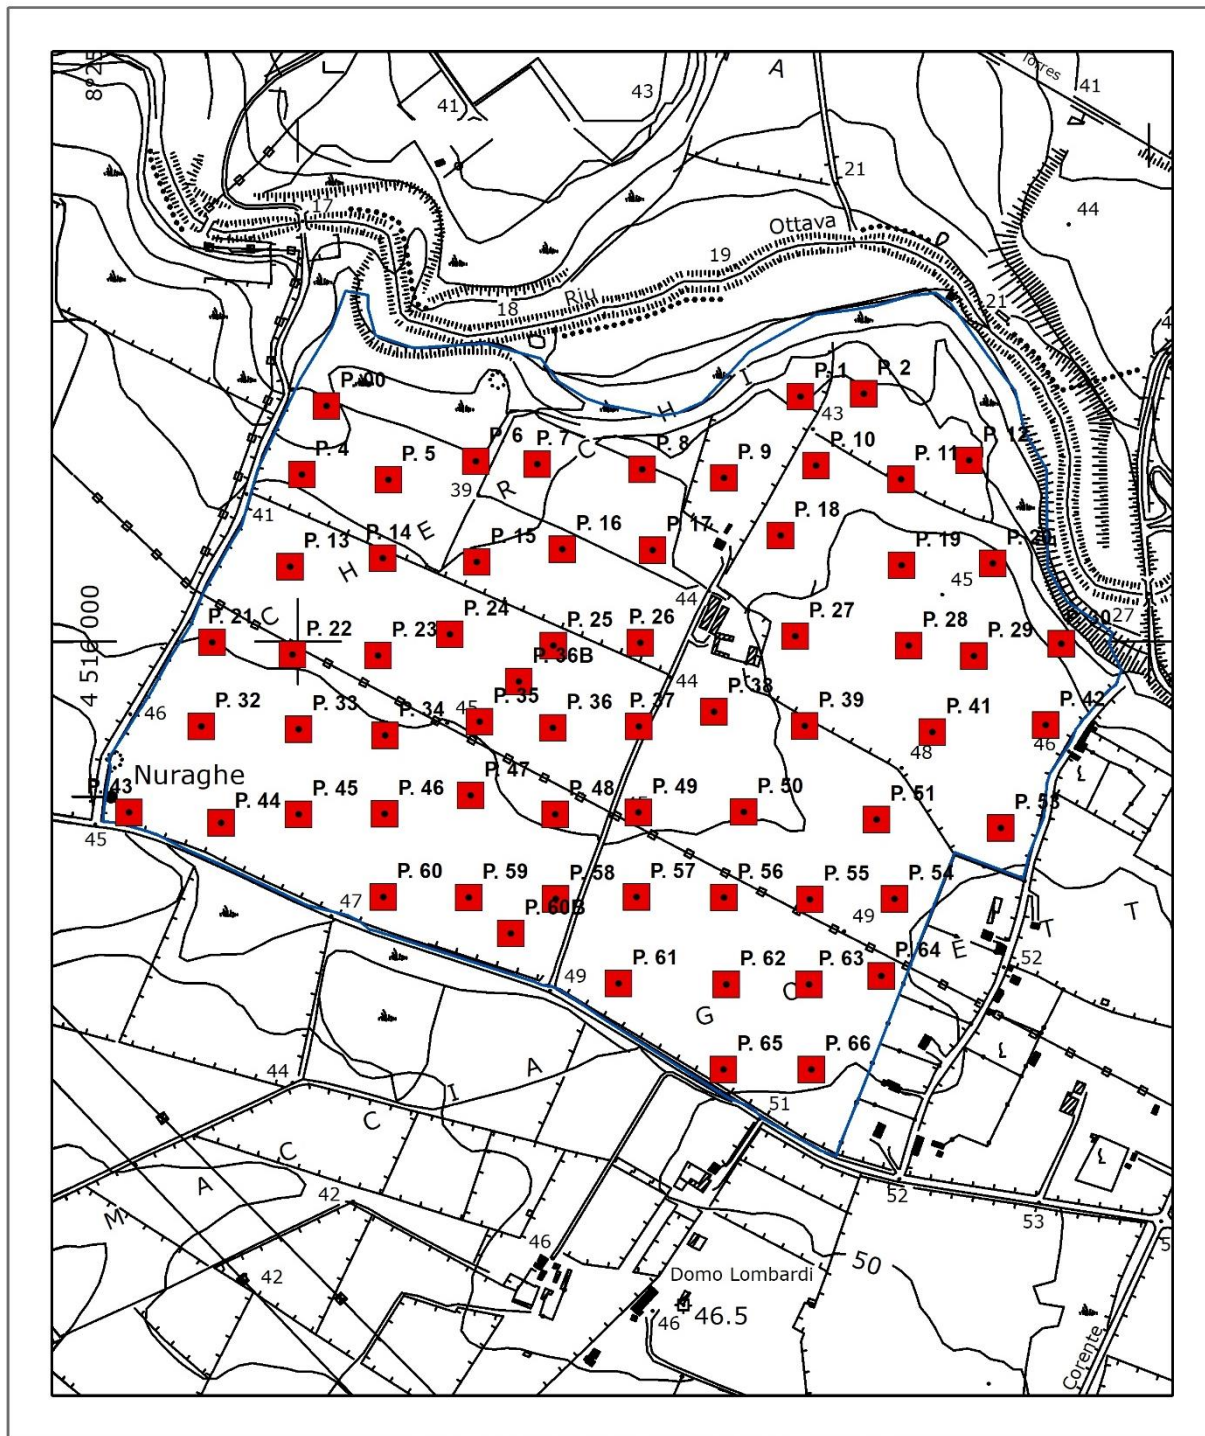 8°25
A
Torres
41
43
41
21
44
17
Ottava
19
21
Riu
18
P. 00
P. 1
P. 2
I
H
43
P. 4
P. 5
P. 6
P. 7
C
P. 8
P. 9
P. 10
P. 11
P. 12
39
R
41
E
H
P. 13
P. 14
P. 15
P. 16
P. 17
P. 18
P. 19
P. 20
45
44
27
4 516 000
C
P. 21
P. 22
P. 23
P. 24
P. 25
P. 26
P. 27
P. 28
P. 29
P. 36B
44
46
P. 32
P. 33
P. 34
P. 35
P. 36
P. 37
P. 38
P. 39
P. 41
P. 42
46
48
Nuraghe
P. 43
P. 44
P. 45
P. 46
P. 47
P. 48
P. 49
P. 50
P. 51
P. 53
45
P. 60
P. 59
P. 58
P. 57
P. 56
P. 55
P. 54
47
P. 60B
49
T
T
E
P. 61
P. 62
P. 63
P. 64
49
O
G
52
P. 65
P. 66
44
I
A
C
C
A
M
51
52
53
42
42
46
50
Domo Lombardi
46
46.5
Corente